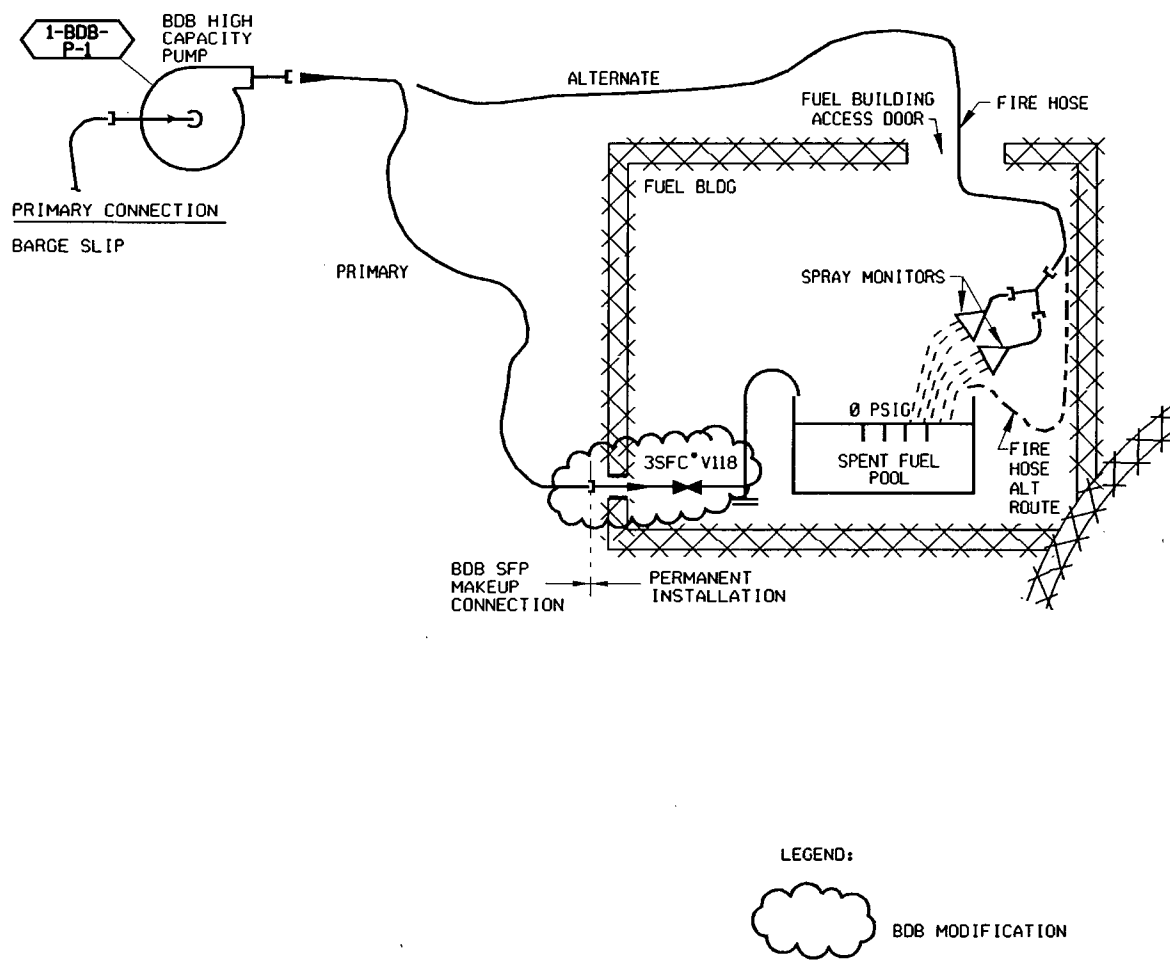 1-BDB-
P-1
BDB HIGH
CAPACITY
PUMP
ALTERNATE
FUEL BUILDING
ACCESS DOOR
FIRE HOSE
FUEL BLDG
PRIMARY CONNECTION
BARGE SLIP
PRIMARY
SPRAY MONITORS
0 PSIG
SPENT FUEL
POOL
3SFC*V118
FIRE
HOSE
ALT
ROUTE
BDB SFP
MAKEUP
CONNECTION
PERMANENT
INSTALLATION
LEGEND:
BDB MODIFICATION